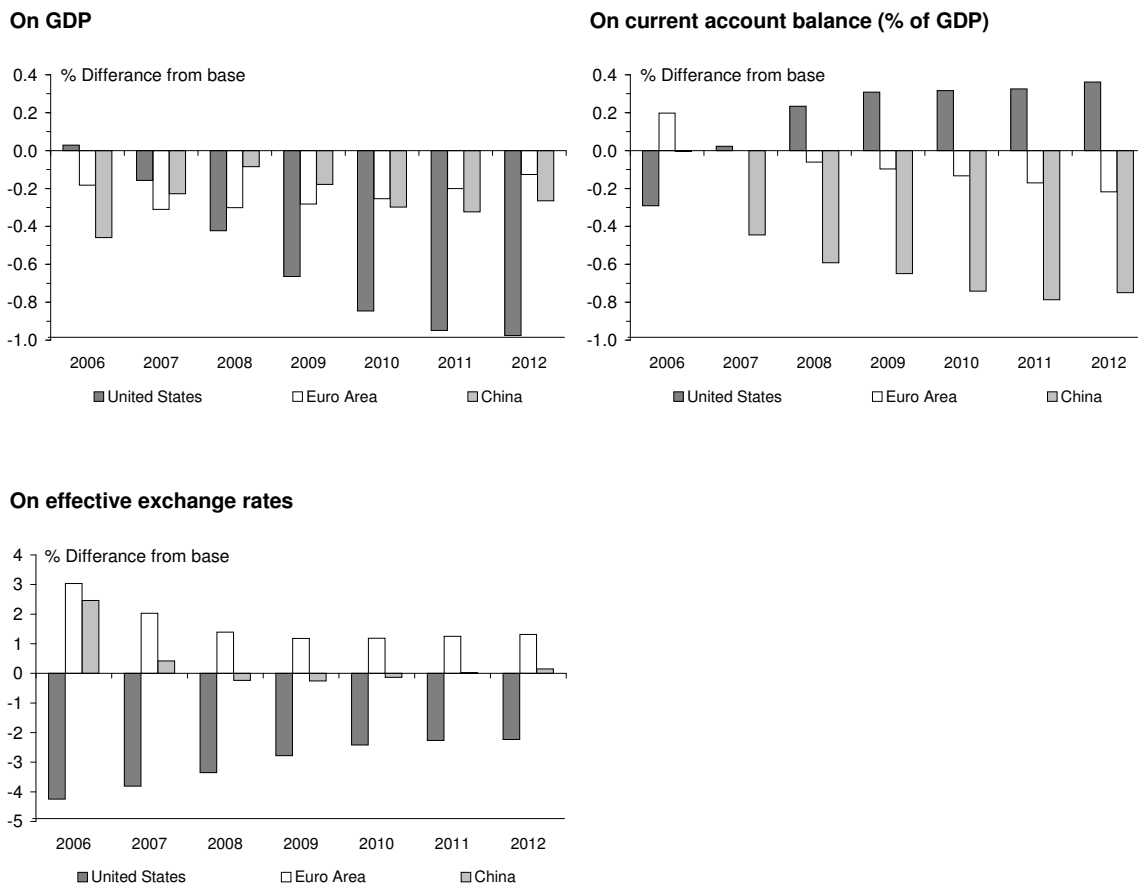 On GDP
% Differance from base
0.4
0.2
0.0
-0.2
-0.4
-0.6
-0.8
-1.0
2006 2007 2008 2009 2010 2011 2012
United States Euro Area China
On current account balance (% of GDP)
% Differance from base
0.4
0.2
0.0
-0.2
-0.4
-0.6
-0.8
-1.0
2006 2007 2008 2009 2010 2011 2012
United States Euro Area China
On effective exchange rates
% Differance from base
4
3
2
1
0
-1
-2
-3
-4
-5
2006 2007 2008 2009 2010 2011 2012
United States Euro Area China